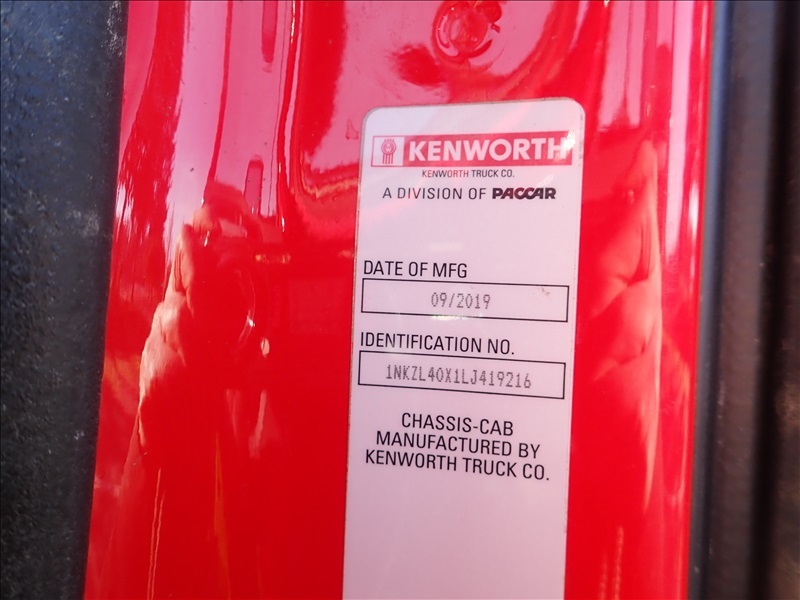 KENWORTH
KENWORTH TRUCK CO.
A DIVISION OF PACCAR
DATE OF MFG
09/2019
IDENTIFICATION NO.
1NKZL40X1LJ419216
CHASSIS-CAB
MANUFACTURED BY
KENWORTH TRUCK CO.